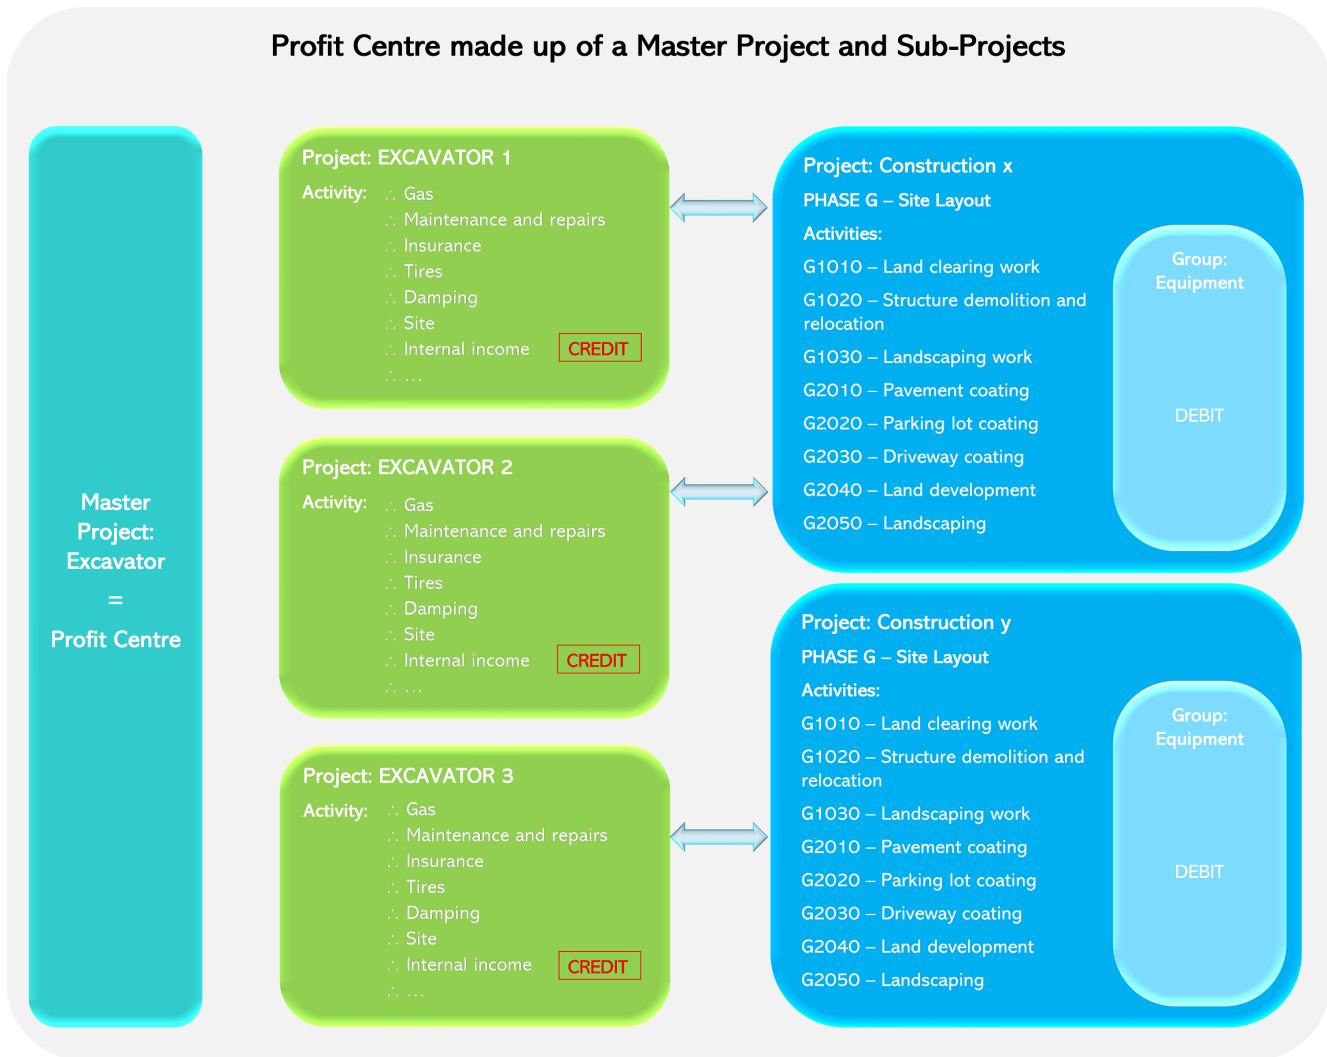 Profit Centre made up of a Master Project and Sub-Projects
Master
Project:
Excavator
=
Profit Centre
Project: EXCAVATOR 1
Activity:
∴ Gas
∴ Maintenance and repairs
∴ Insurance
∴ Tires
∴ Damping
∴ Site
∴ Internal income CREDIT
∴ ...
Project: EXCAVATOR 2
Activity:
∴ Gas
∴ Maintenance and repairs
∴ Insurance
∴ Tires
∴ Damping
∴ Site
∴ Internal income CREDIT
∴ ...
Project: EXCAVATOR 3
Activity:
∴ Gas
∴ Maintenance and repairs
∴ Insurance
∴ Tires
∴ Damping
∴ Site
∴ Internal income CREDIT
∴ ...
Project: Construction x
PHASE G – Site Layout
Activities:
G1010 – Land clearing work
G1020 – Structure demolition and
relocation
G1030 – Landscaping work
G2010 – Pavement coating
G2020 – Parking lot coating
G2030 – Driveway coating
G2040 – Land development
G2050 – Landscaping
Group:
Equipment
DEBIT
Project: Construction y
PHASE G – Site Layout
Activities:
G1010 – Land clearing work
G1020 – Structure demolition and
relocation
G1030 – Landscaping work
G2010 – Pavement coating
G2020 – Parking lot coating
G2030 – Driveway coating
G2040 – Land development
G2050 – Landscaping
Group:
Equipment
DEBIT